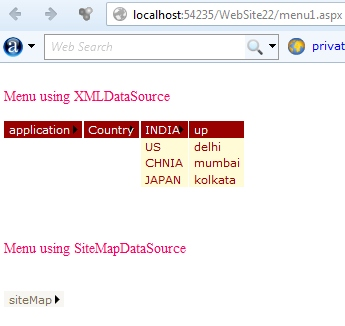 localhost:54235/WebSite22/menu1.aspx
a Web Search privat
Menu using XMLDataSource
application Country INDIA up
US delhi
CHNIA mumbai
JAPAN kolkata
Menu using SiteMapDataSource
siteMap